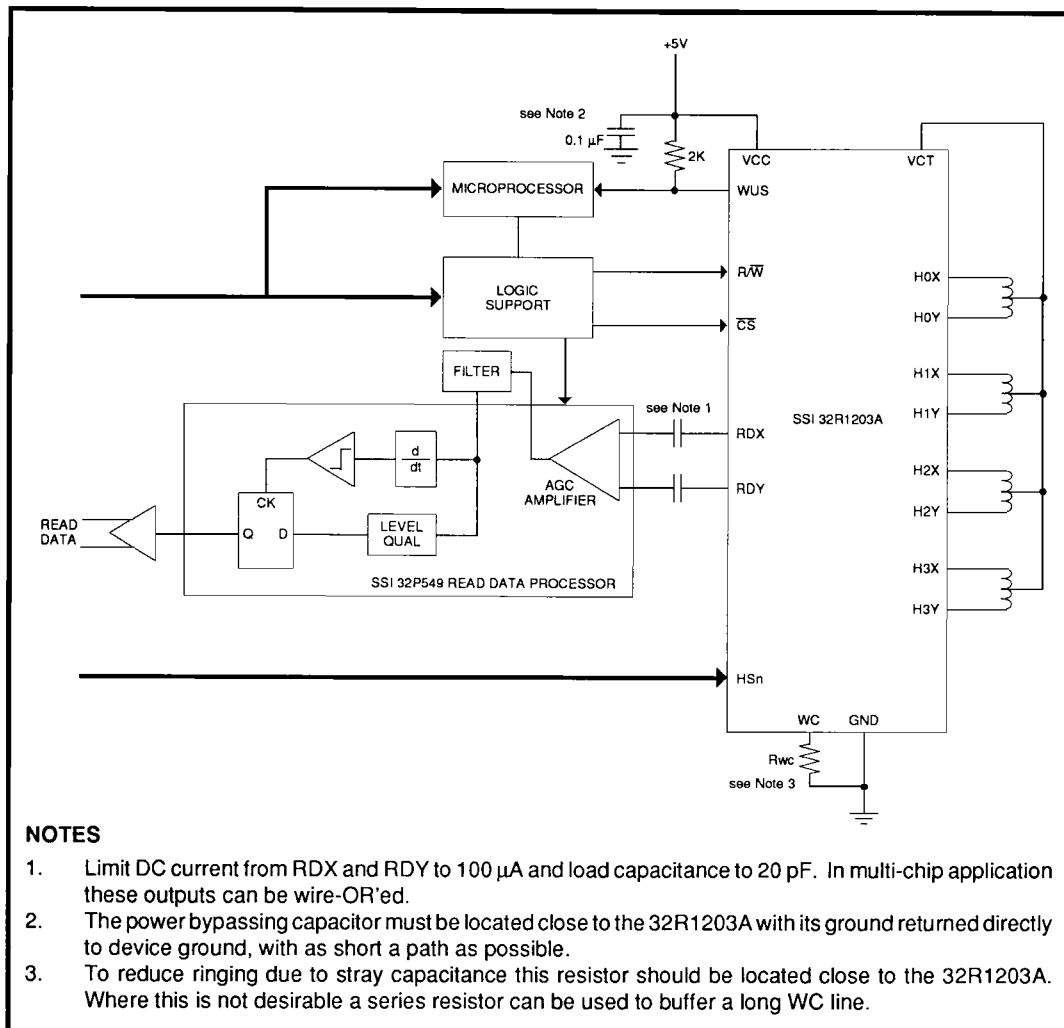 +5V
see Note 2
0.1 µF
2K
VCC
VCT
MICROPROCESSOR
WUS
R/W̅
H0X
LOGIC
SUPPORT
H0Y
C̅S̅
FILTER
H1X
see Note 1
H1Y
SSI 32R1203A
RDX
d
dt
AGC
AMPLIFIER
RDY
H2X
H2Y
CK
READ
DATA
Q
D
LEVEL
QUAL
H3X
SSI 32P549 READ DATA PROCESSOR
H3Y
HSn
WC
GND
Rwc
see Note 3
NOTES
1. Limit DC current from RDX and RDY to 100 µA and load capacitance to 20 pF. In multi-chip application
these outputs can be wire-OR'ed.
2. The power bypassing capacitor must be located close to the 32R1203A with its ground returned directly
to device ground, with as short a path as possible.
3. To reduce ringing due to stray capacitance this resistor should be located close to the 32R1203A.
Where this is not desirable a series resistor can be used to buffer a long WC line.